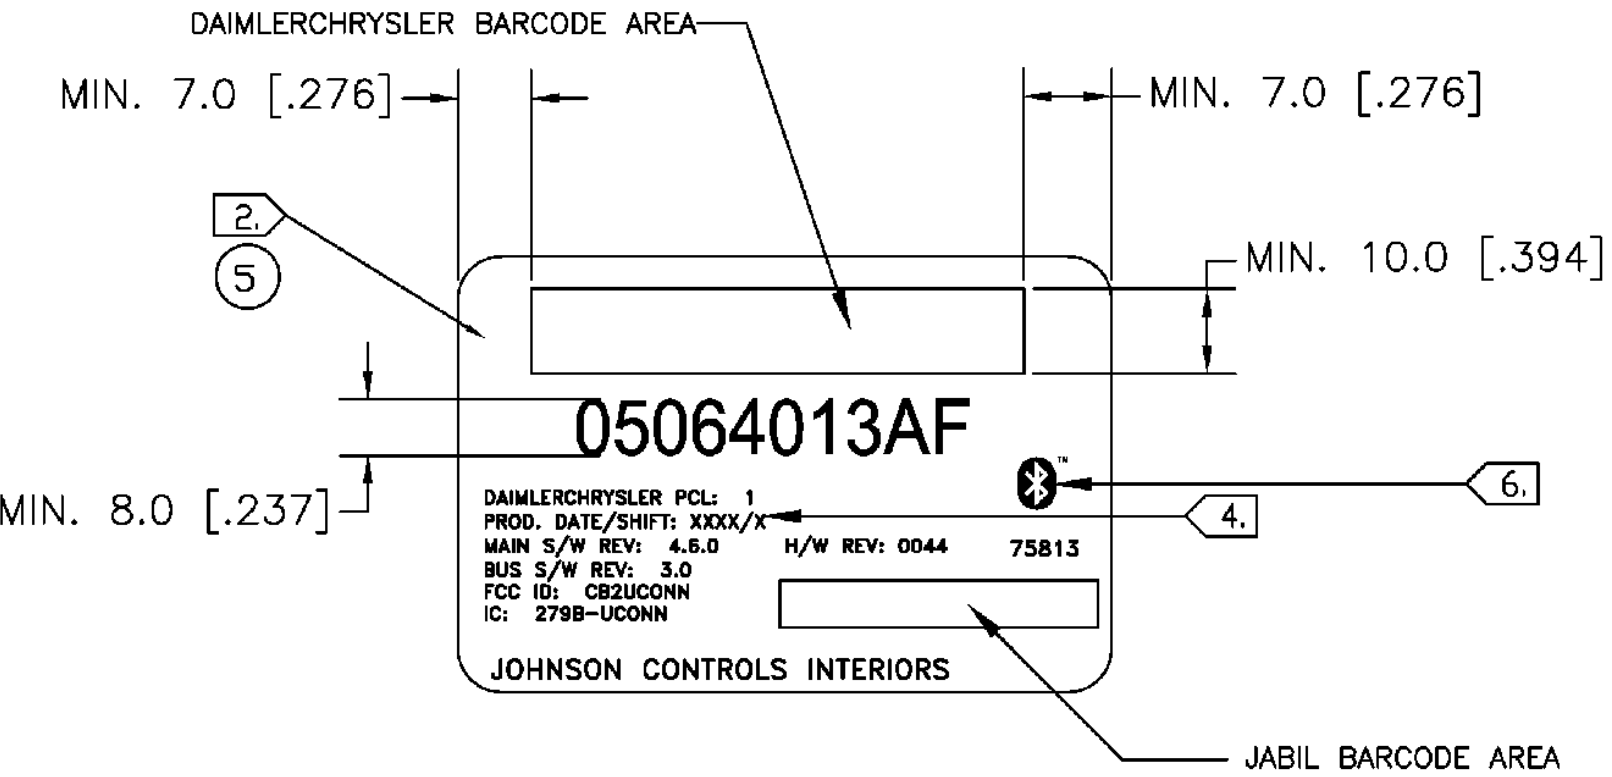 DAIMLERCHRYSLER BARCODE AREA
MIN. 7.0 [.276]
MIN. 7.0 [.276]
2.
5
MIN. 10.0 [.394]
05064013AF
MIN. 8.0 [.237]
TM
6.
DAIMLERCHRYSLER PCL: 1
PROD. DATE/SHIFT: XXXX/X
4.
MAIN S/W REV: 4.6.0 H/W REV: 0044 75813
BUS S/W REV: 3.0
FCC ID: CB2UCONN
IC: 279B-UCONN
JOHNSON CONTROLS INTERIORS
JABIL BARCODE AREA